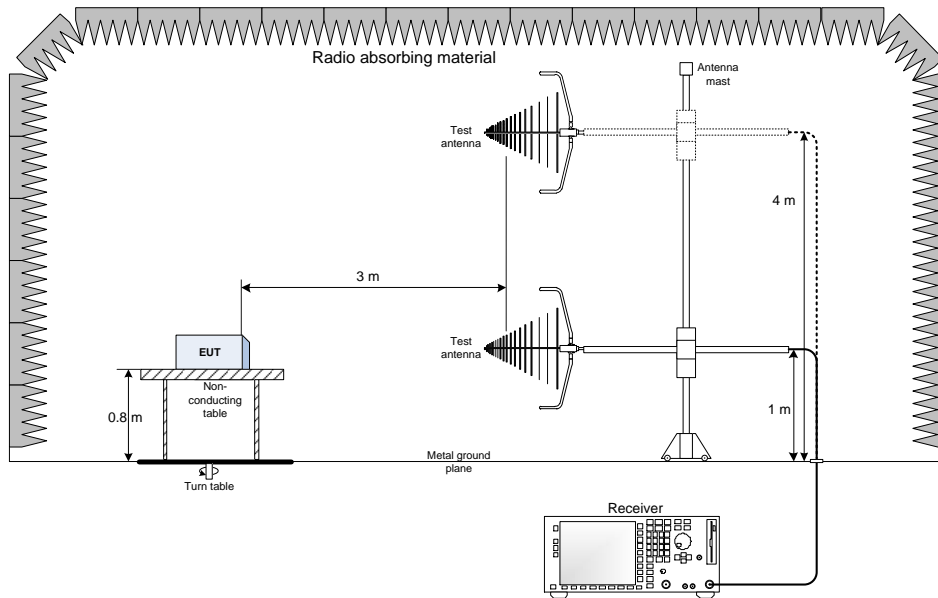 Radio absorbing material
Antenna
mast
Test
antenna
4 m
3 m
Test
antenna
EUT
Non-
conducting
table
0.8 m
1 m
Metal ground
plane
Turn table
Receiver